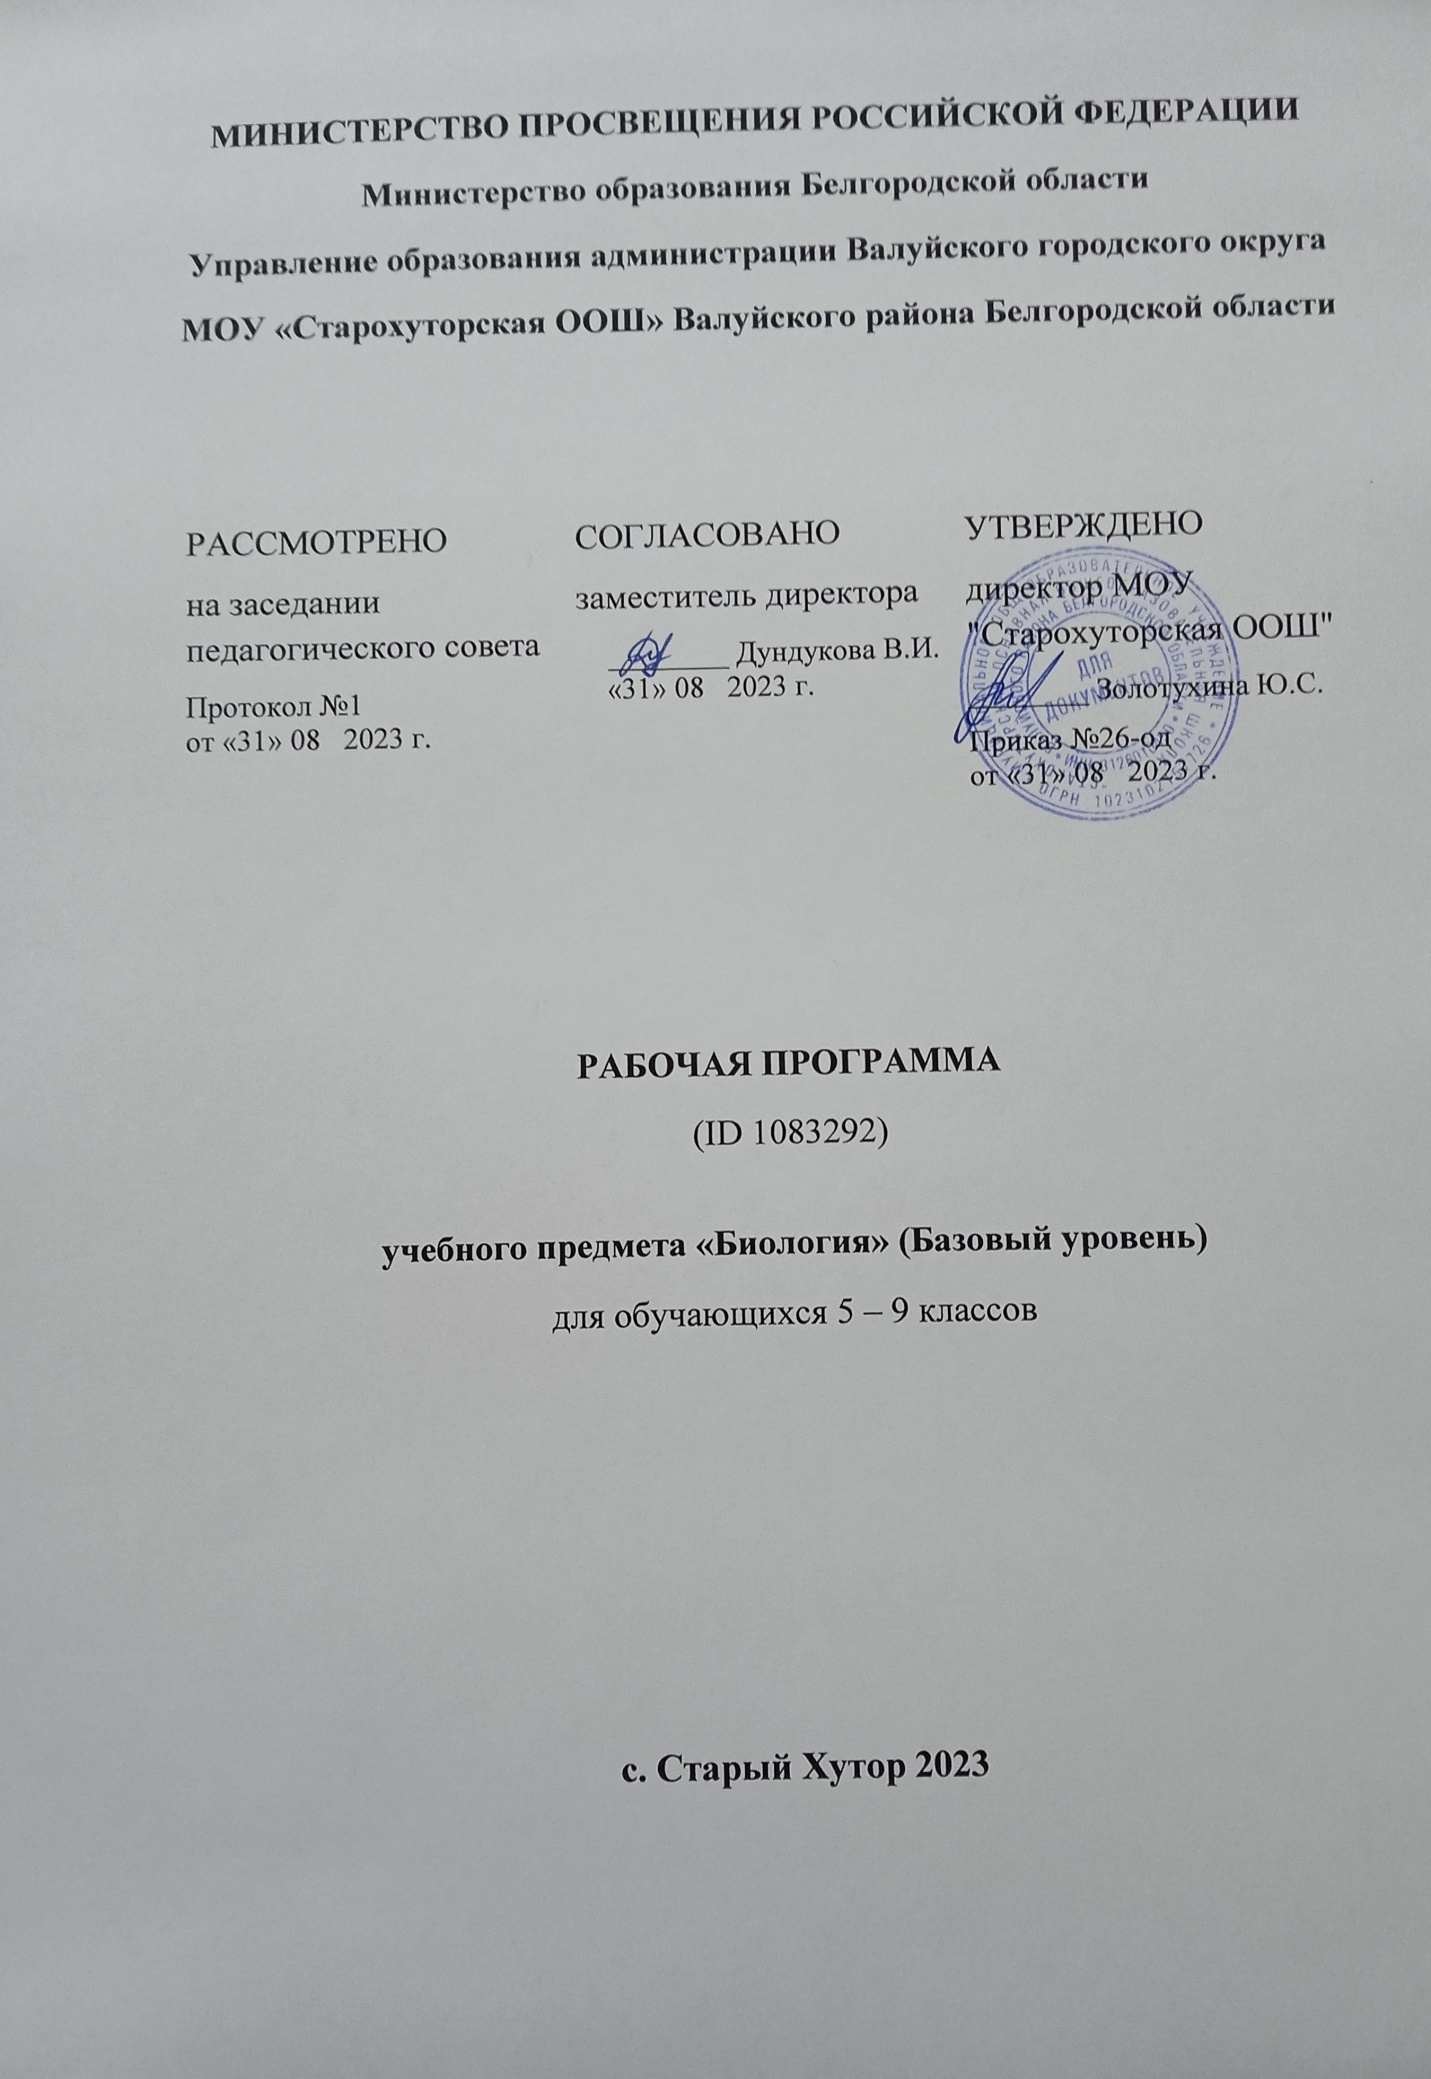 МИНИСТЕРСТВО ПРОСВЕЩЕНИЯ РОССИЙСКОЙ ФЕДЕРАЦИИ
Министерство образования Белгородской области
Управление образования администрации Валуйского городского округа
МОУ «Старохуторская ООШ» Валуйского района Белгородской области
РАССМОТРЕНО
на заседании
педагогического совета
Протокол №1
от «31» 08 2023 г.
СОГЛАСОВАНО
заместитель директора
Дундукова В.И.
«31» 08 2023 г.
УТВЕРЖДЕНО
директор МОУ
"Старохуторская ООШ"
Золотухина Ю.С.
Приказ №26-од
от «31» 08 2023 г.
ДЛЯ
ДОКУМЕНТОВ
РАБОЧАЯ ПРОГРАММА
(ID 1083292)
учебного предмета «Биология» (Базовый уровень)
для обучающихся 5 – 9 классов
с. Старый Хутор 2023